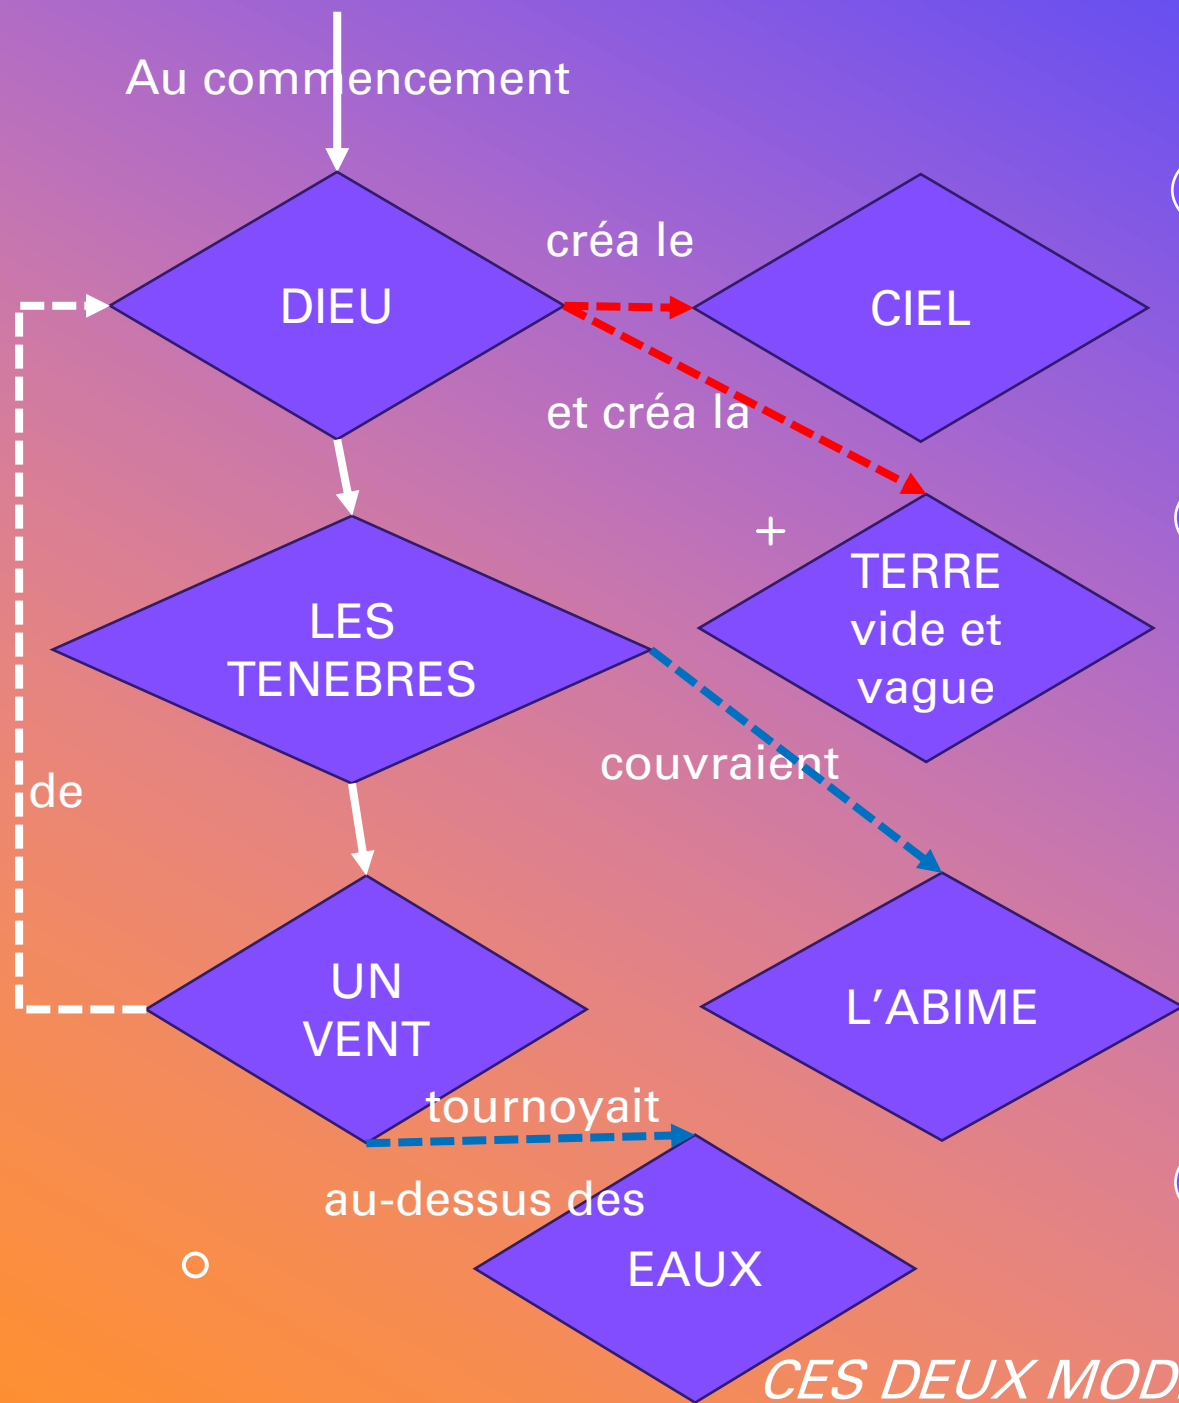 Au commencement
DIEU
créa le
CIEL
et créa la
TERRE
vide et
vague
LES
TENEBRES
couvraient
de
UN
VENT
L'ABIME
tournoyait
au-dessus des
EAUX
CES DEUX